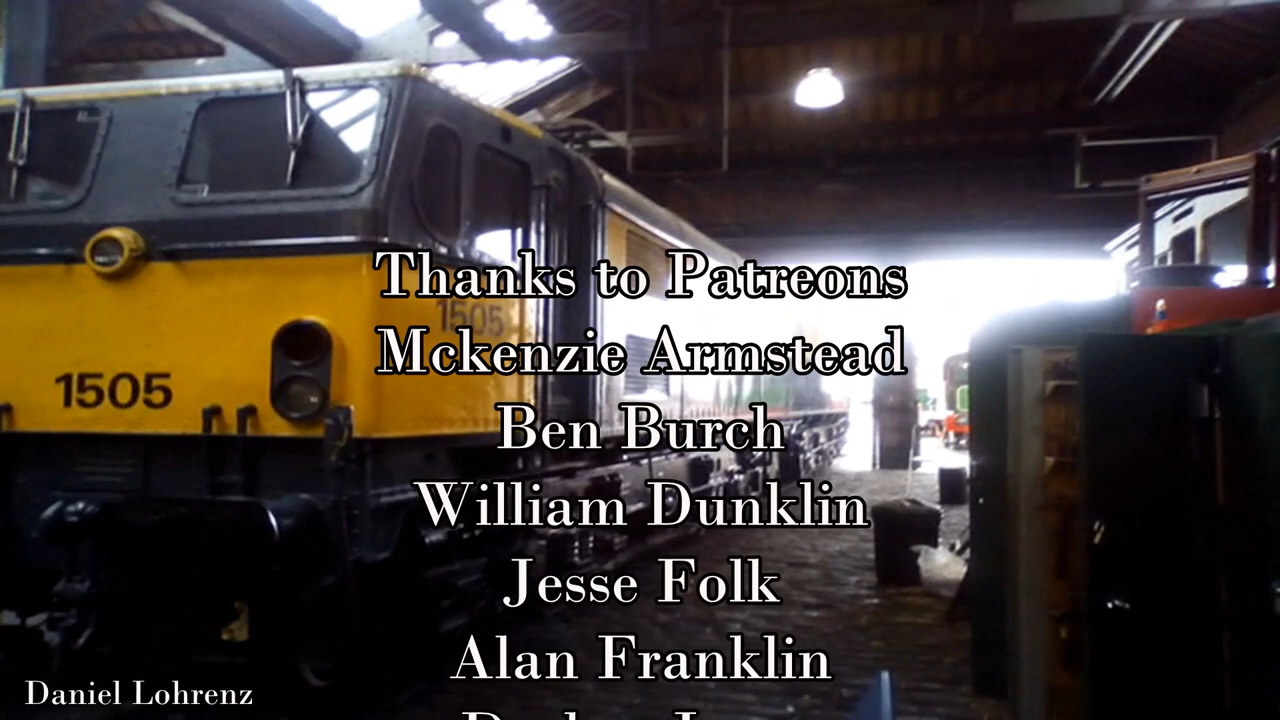 1505
1505
Thanks to Patreons
Mckenzie Armstead
Ben Burch
William Dunklin
Jesse Folk
Alan Franklin
Daniel Lohrenz